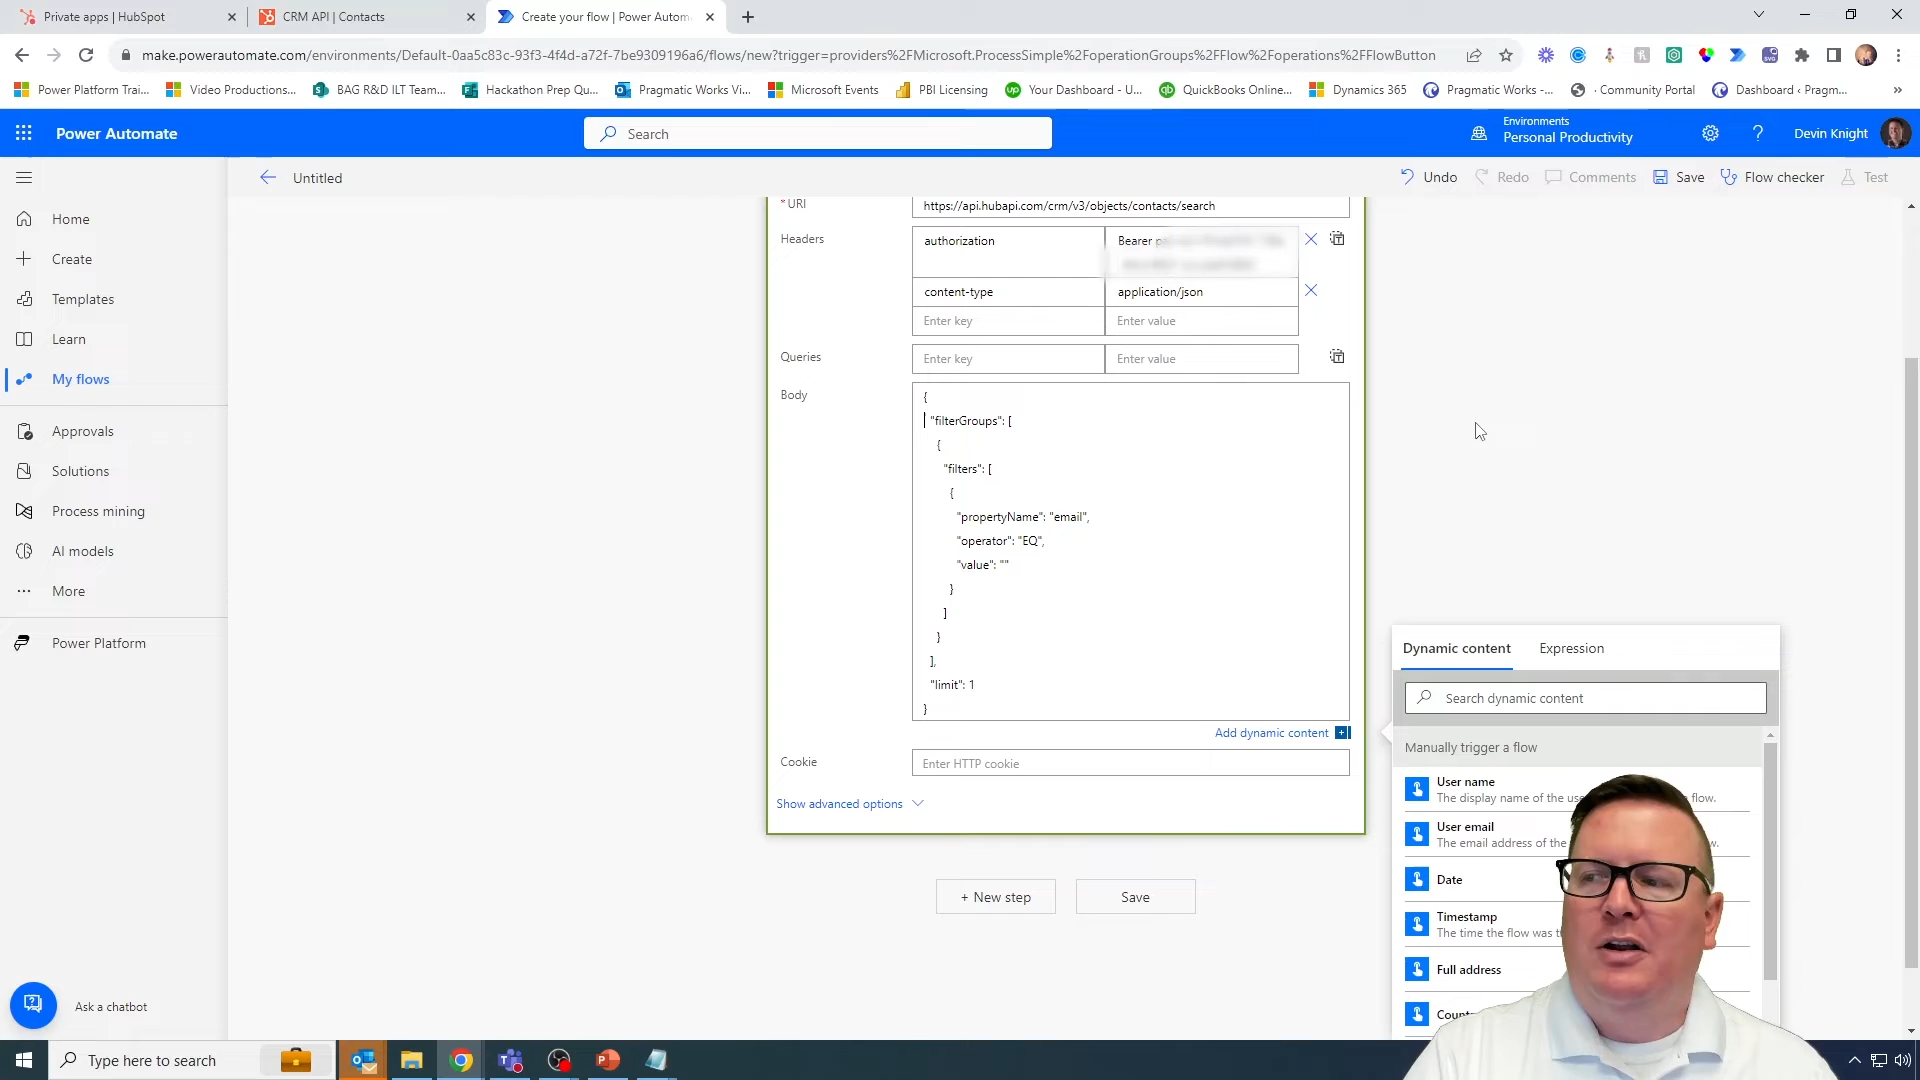 Private apps | HubSpot
CRM API | Contacts
Create your flow | Power Autom
make.powerautomate.com/environments/Default-0aa5c83c-93f3-4f4d-a72f-7be9309196a6/flows/new?trigger=providers%2FMicrosoft.ProcessSimple%2FoperationGroups%2FFlow%2Foperations%2FFlowButton
Power Platform Trai...
Video Productions...
BAG R&D ILT Team...
Hackathon Prep Qu...
Pragmatic Works Vi...
Microsoft Events
PBI Licensing
Your Dashboard - U...
QuickBooks Online...
Dynamics 365
Pragmatic Works -...
· Community Portal
Dashboard ‹ Pragm...
»
Power Automate
Search
Environments
Personal Productivity
?
Devin Knight
Untitled
Undo
Redo
Comments
Save
Flow checker
Test
Home
Create
Templates
Learn
My flows
Approvals
Solutions
Process mining
AI models
More
Power Platform
Ask a chatbot
* URI
https://api.hubapi.com/crm/v3/objects/contacts/search
Headers
authorization
Bearer
content-type
application/json
Enter key
Enter value
Queries
Enter key
Enter value
Body
{
"filterGroups": [
{
"filters": [
{
"propertyName": "email",
"operator": "EQ",
"value": ""
}
]
}
],
"limit": 1
}
Add dynamic content
Cookie
Enter HTTP cookie
Show advanced options
+ New step
Save
Dynamic content
Expression
Search dynamic content
Manually trigger a flow
User name
The display name of the use flow.
User email
The email address of the w.
Date
Timestamp
The time the flow was
Full address
Type here to search